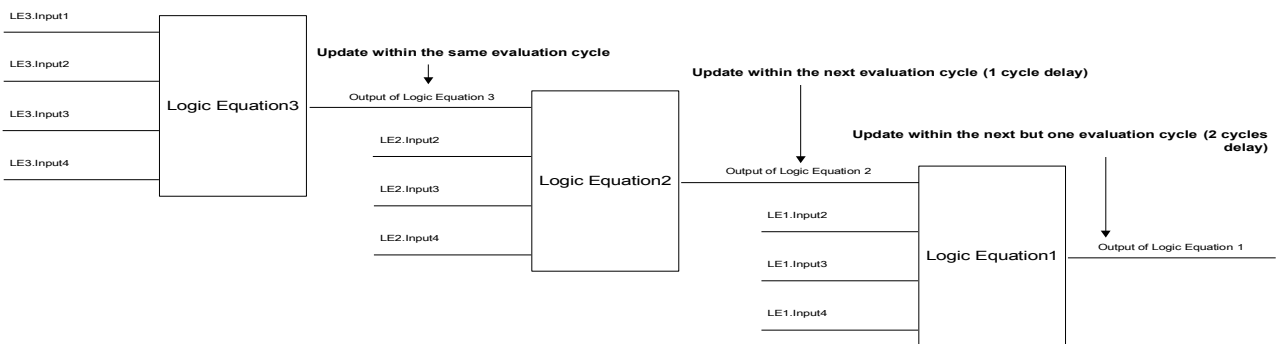 LE3.Input1
LE3.Input2
LE3.Input3
LE3.Input4
Logic Equation3
Update within the same evaluation cycle
Output of Logic Equation 3
LE2.Input2
LE2.Input3
LE2.Input4
Logic Equation2
Update within the next evaluation cycle (1 cycle delay)
Output of Logic Equation 2
LE1.Input2
LE1.Input3
LE1.Input4
Logic Equation1
Update within the next but one evaluation cycle (2 cycles
delay)
Output of Logic Equation 1